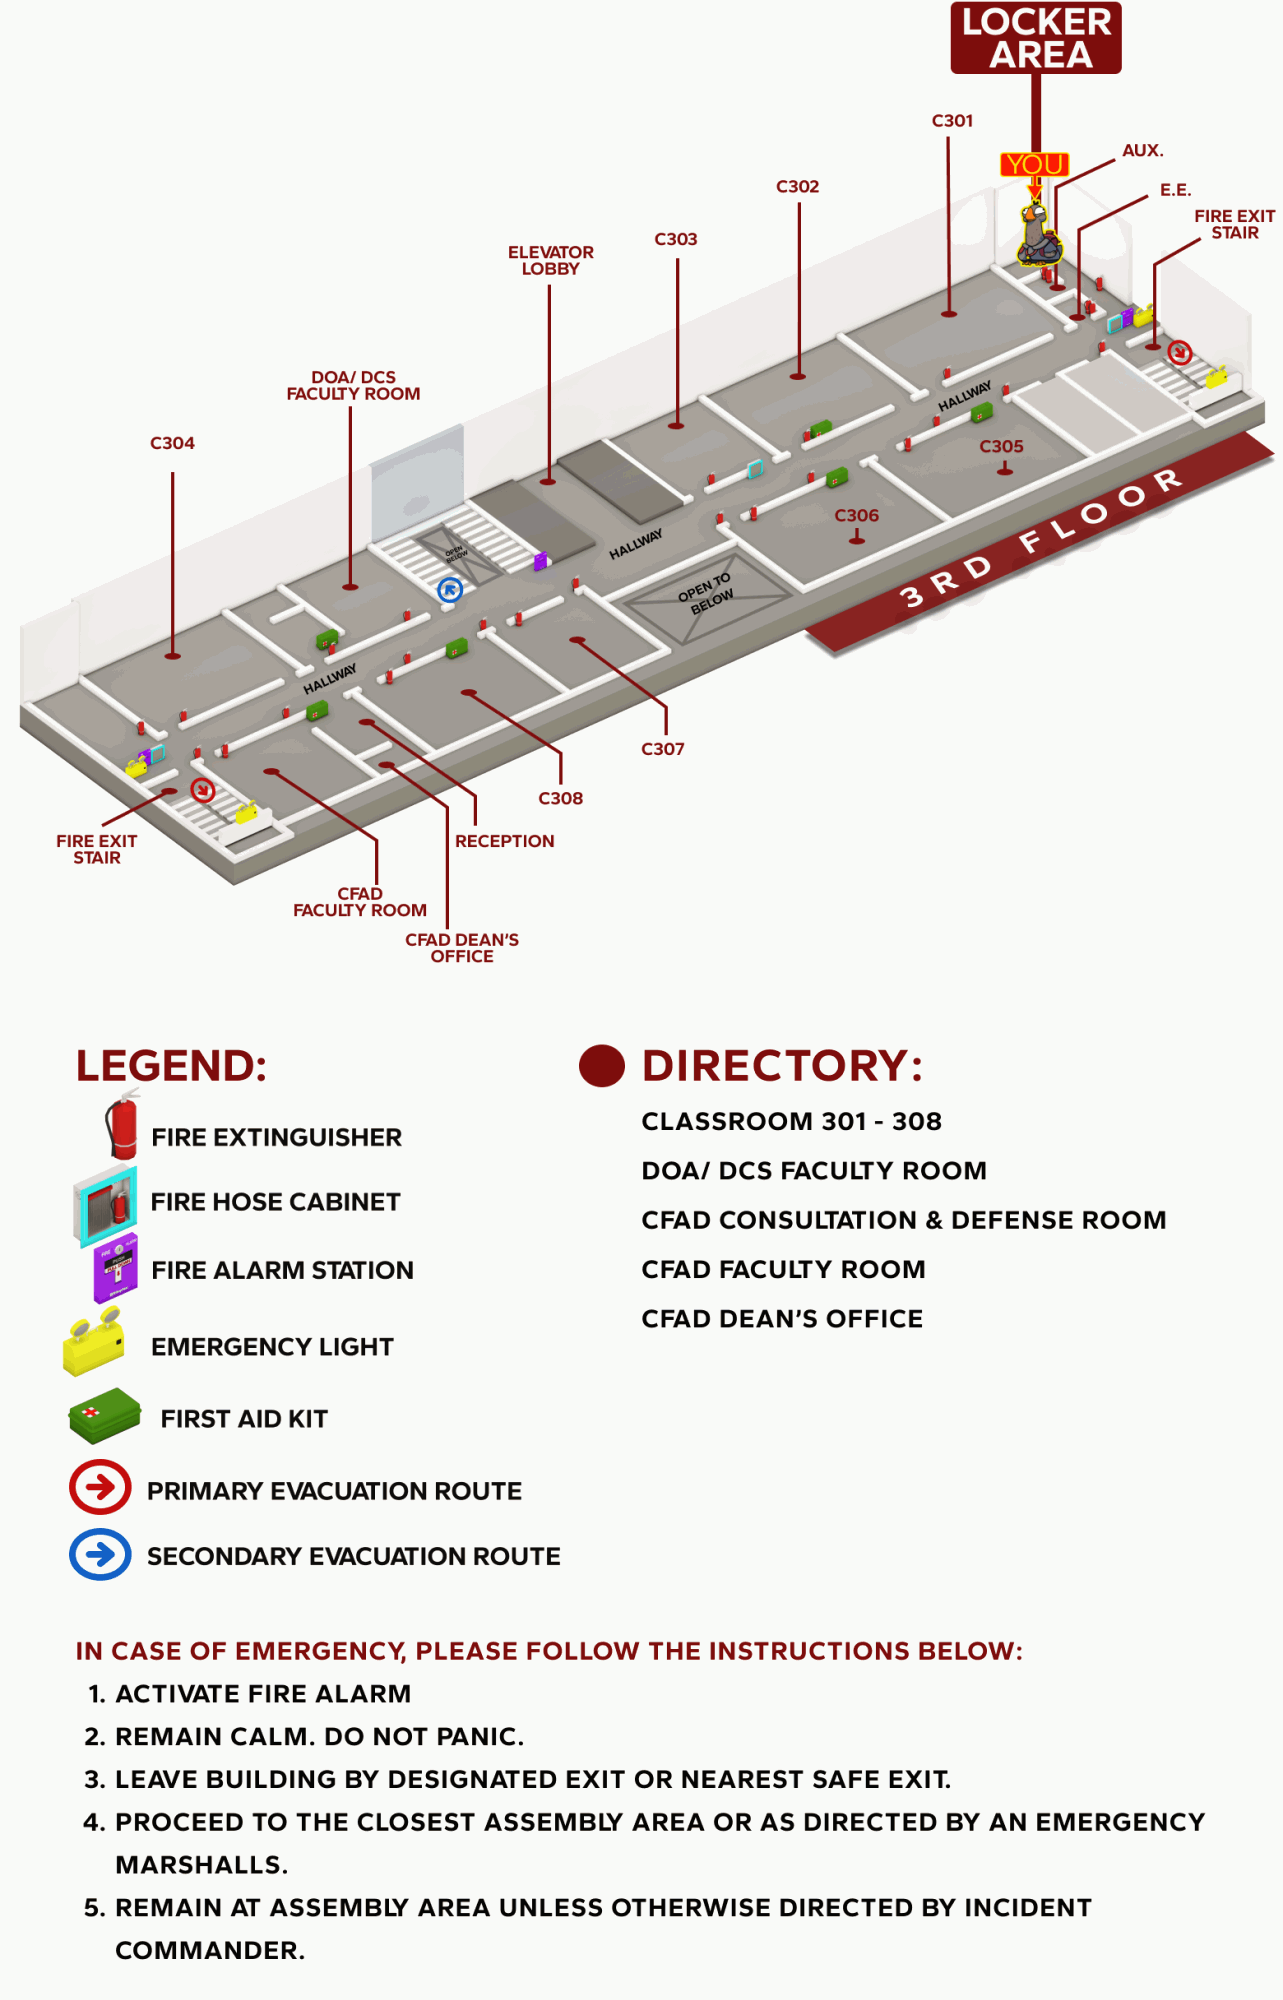 LOCKER
AREA
C301
YOU
AUX.
C302
E.E.
FIRE EXIT
STAIR
C303
ELEVATOR
LOBBY
DOA/ DCS
FACULTY ROOM
C304
HALLWAY
C305
C306
3RD FLOOR
HALLWAY
OPEN
BELOW
OPEN TO
BELOW
HALLWAY
C307
C308
FIRE EXIT
STAIR
RECEPTION
CFAD
FACULTY ROOM
CFAD DEAN'S
OFFICE
LEGEND:
FIRE EXTINGUISHER
FIRE HOSE CABINET
FIRE ALARM STATION
EMERGENCY LIGHT
FIRST AID KIT
PRIMARY EVACUATION ROUTE
SECONDARY EVACUATION ROUTE
DIRECTORY:
CLASSROOM 301 - 308
DOA/ DCS FACULTY ROOM
CFAD CONSULTATION & DEFENSE ROOM
CFAD FACULTY ROOM
CFAD DEAN'S OFFICE
IN CASE OF EMERGENCY, PLEASE FOLLOW THE INSTRUCTIONS BELOW:
1. ACTIVATE FIRE ALARM
2. REMAIN CALM. DO NOT PANIC.
3. LEAVE BUILDING BY DESIGNATED EXIT OR NEAREST SAFE EXIT.
4. PROCEED TO THE CLOSEST ASSEMBLY AREA OR AS DIRECTED BY AN EMERGENCY
MARSHALLS.
5. REMAIN AT ASSEMBLY AREA UNLESS OTHERWISE DIRECTED BY INCIDENT
COMMANDER.